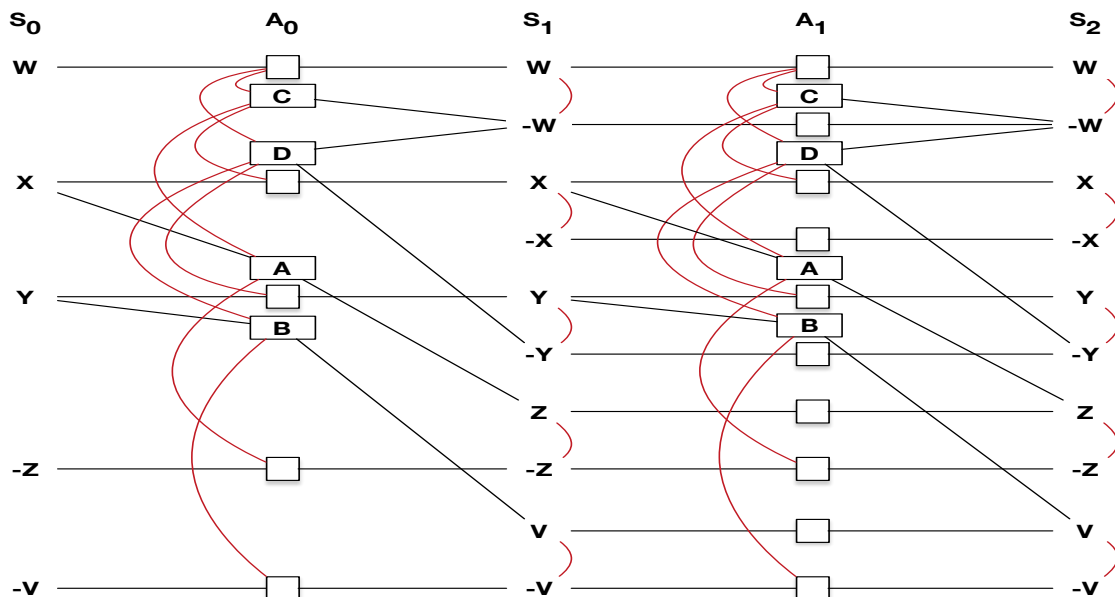 S0 A0 S1 A1 S2
W W W
C C
-W -W
D D
X X X
-X -X
A A
Y Y Y
B B
-Y -Y
Z Z
-Z -Z -Z
V V
-V -V -V